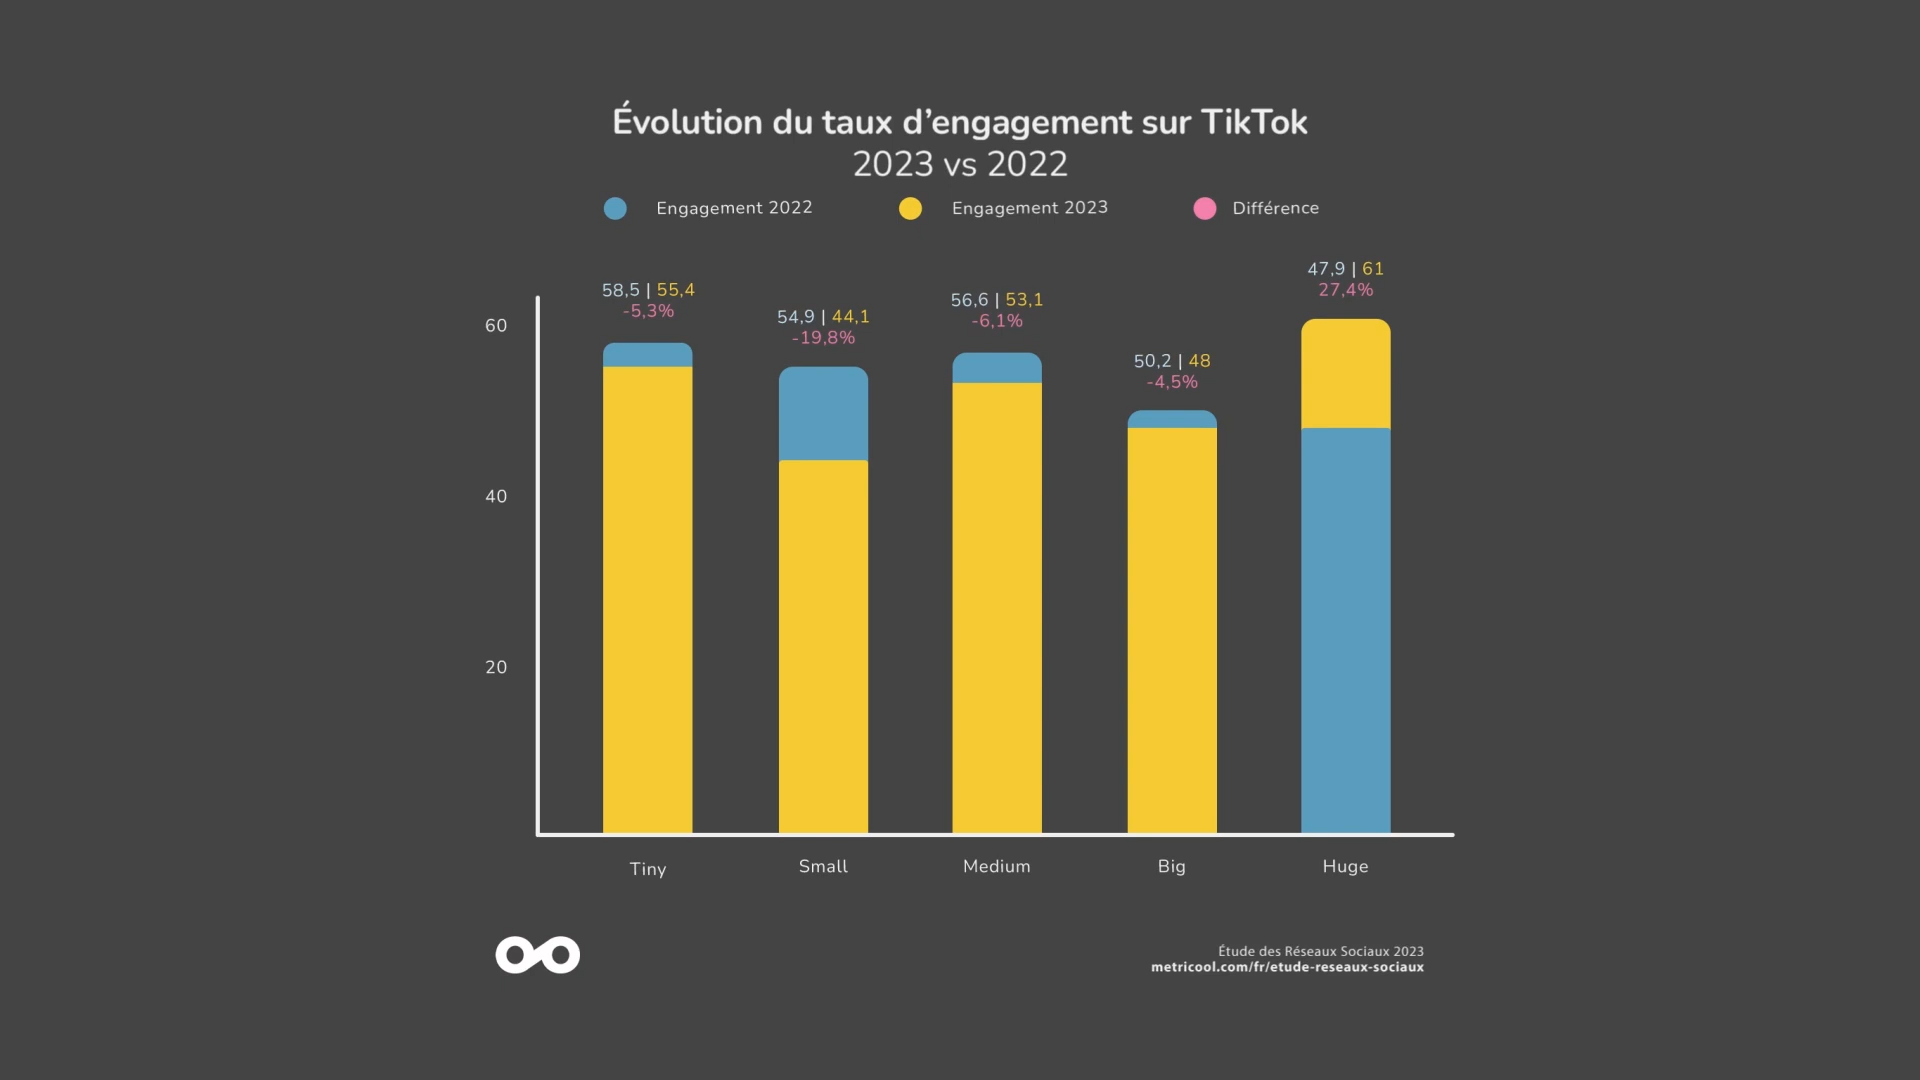 Évolution du taux d’engagement sur TikTok
2023 vs 2022
Engagement 2022 Engagement 2023 Différence
58,5 | 55,4
-5,3%
54,9 | 44,1
-19,8%
56,6 | 53,1
-6,1%
50,2 | 48
-4,5%
47,9 | 61
27,4%
60
40
20
Tiny Small Medium Big Huge
Étude des Réseaux Sociaux 2023
metricool.com/fr/etude-reseaux-sociaux